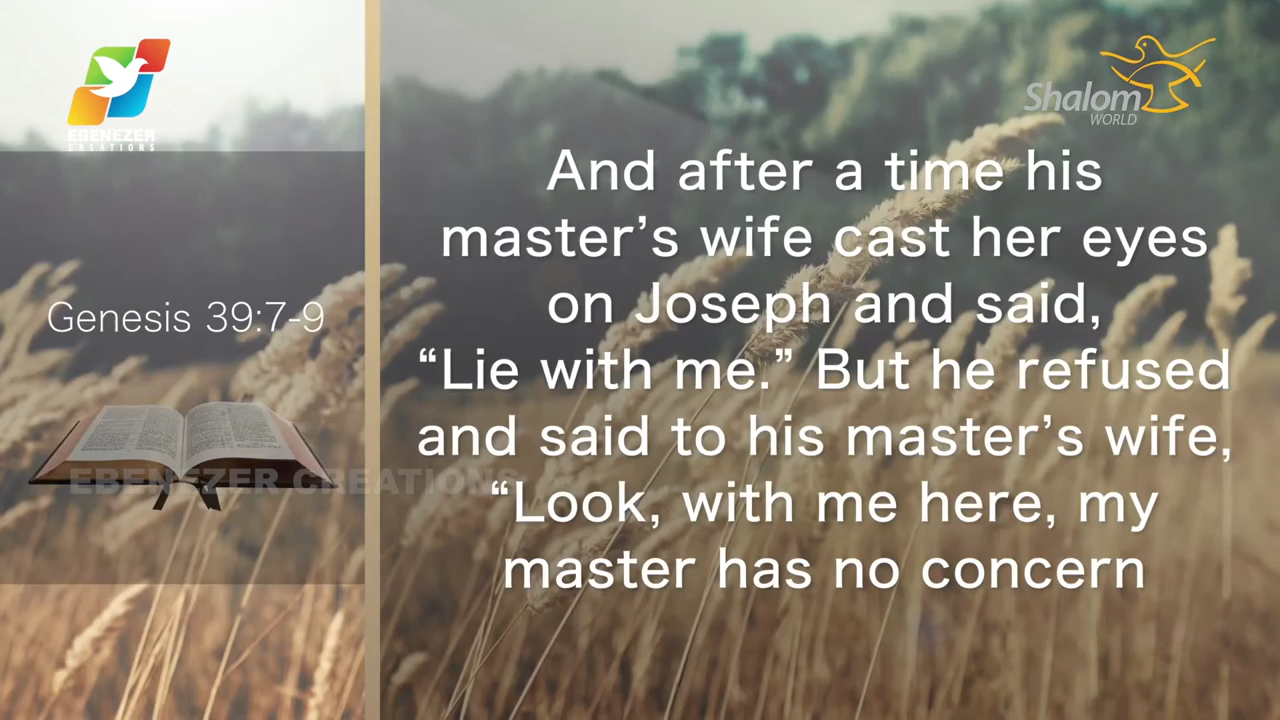 EBENEZER
CREATIONS
Shalom
WORLD
Genesis 39:7-9
EBENEZER CREATIONS
And after a time his
master’s wife cast her eyes
on Joseph and said,
“Lie with me.” But he refused
and said to his master’s wife,
“Look, with me here, my
master has no concern